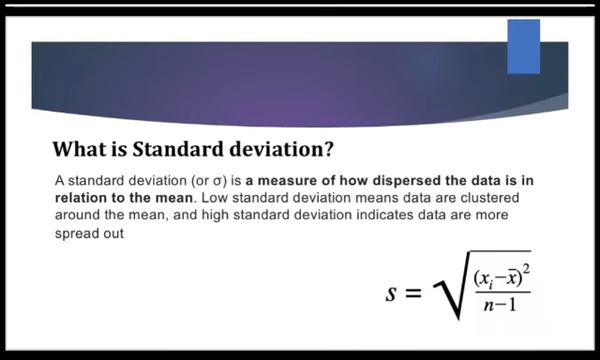 What is Standard deviation?
A standard deviation (or σ) is a measure of how dispersed the data is in
relation to the mean. Low standard deviation means data are clustered
around the mean, and high standard deviation indicates data are more
spread out
s = √((xᵢ−x̄)²/(n−1))